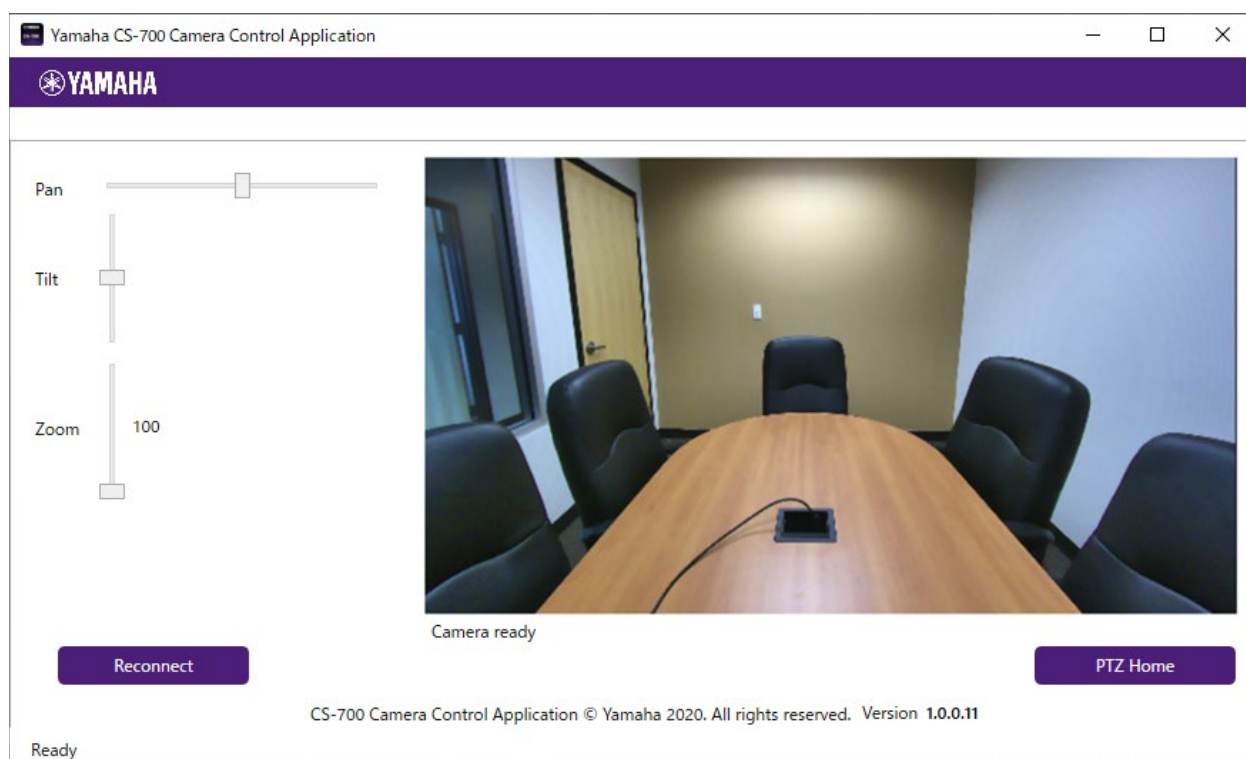 Yamaha CS-700 Camera Control Application
YAMAHA
Pan
Tilt
Zoom
100
Camera ready
Reconnect
PTZ Home
CS-700 Camera Control Application © Yamaha 2020. All rights reserved. Version 1.0.0.11
Ready